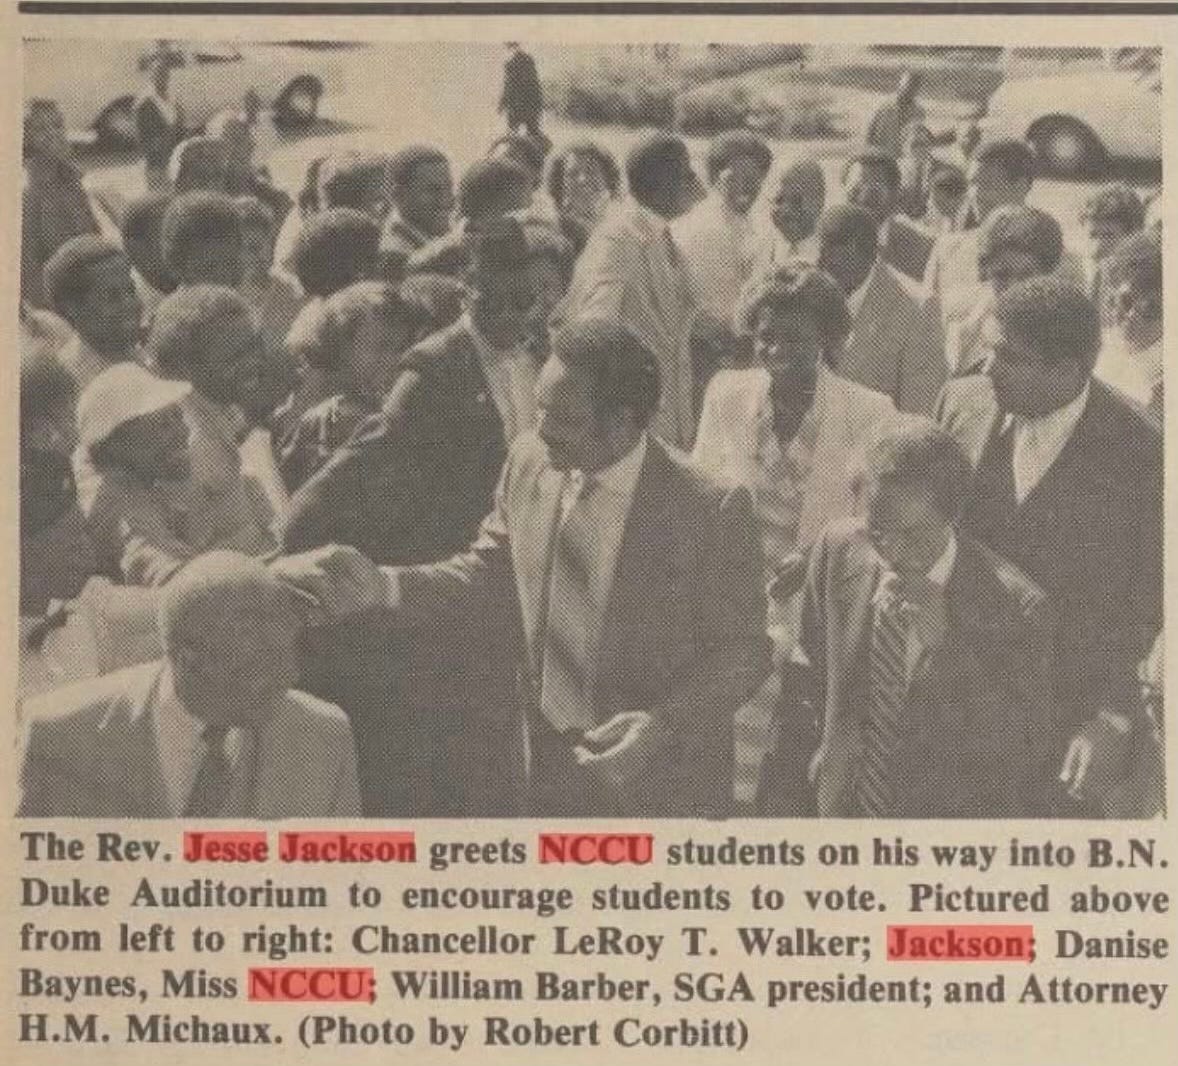 The Rev. Jesse Jackson greets NCCU students on his way into B.N.
Duke Auditorium to encourage students to vote. Pictured above
from left to right: Chancellor LeRoy T. Walker; Jackson; Danise
Baynes, Miss NCCU; William Barber, SGA president; and Attorney
H.M. Michaux. (Photo by Robert Corbitt)